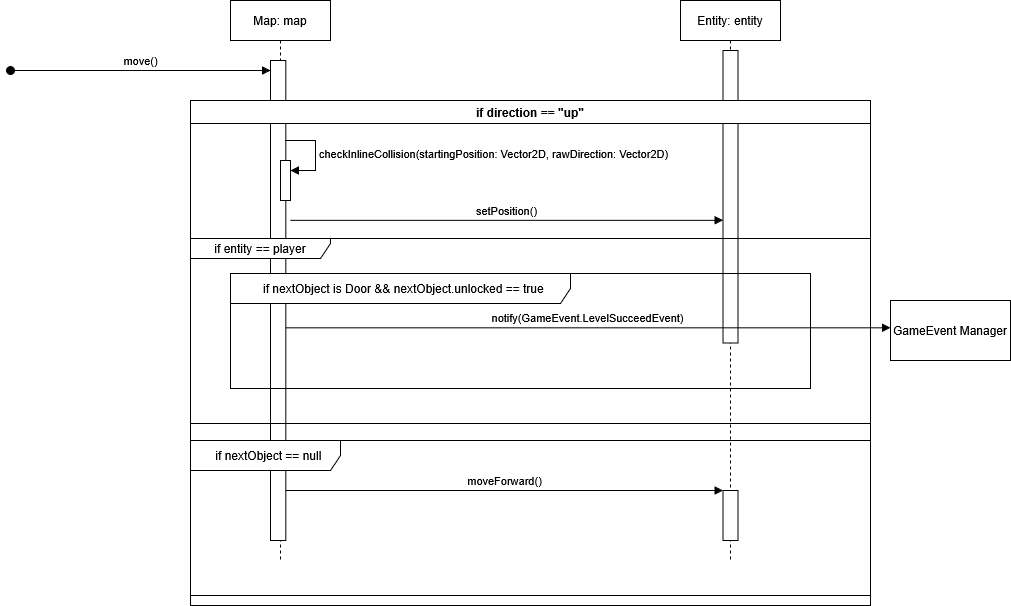 Map: map
Entity: entity
move()
if direction == "up"
checkInlineCollision(startingPosition: Vector2D, rawDirection: Vector2D)
setPosition()
if entity == player
if nextObject is Door && nextObject.unlocked == true
notify(GameEvent.LevelSucceedEvent)
GameEvent Manager
if nextObject == null
moveForward()